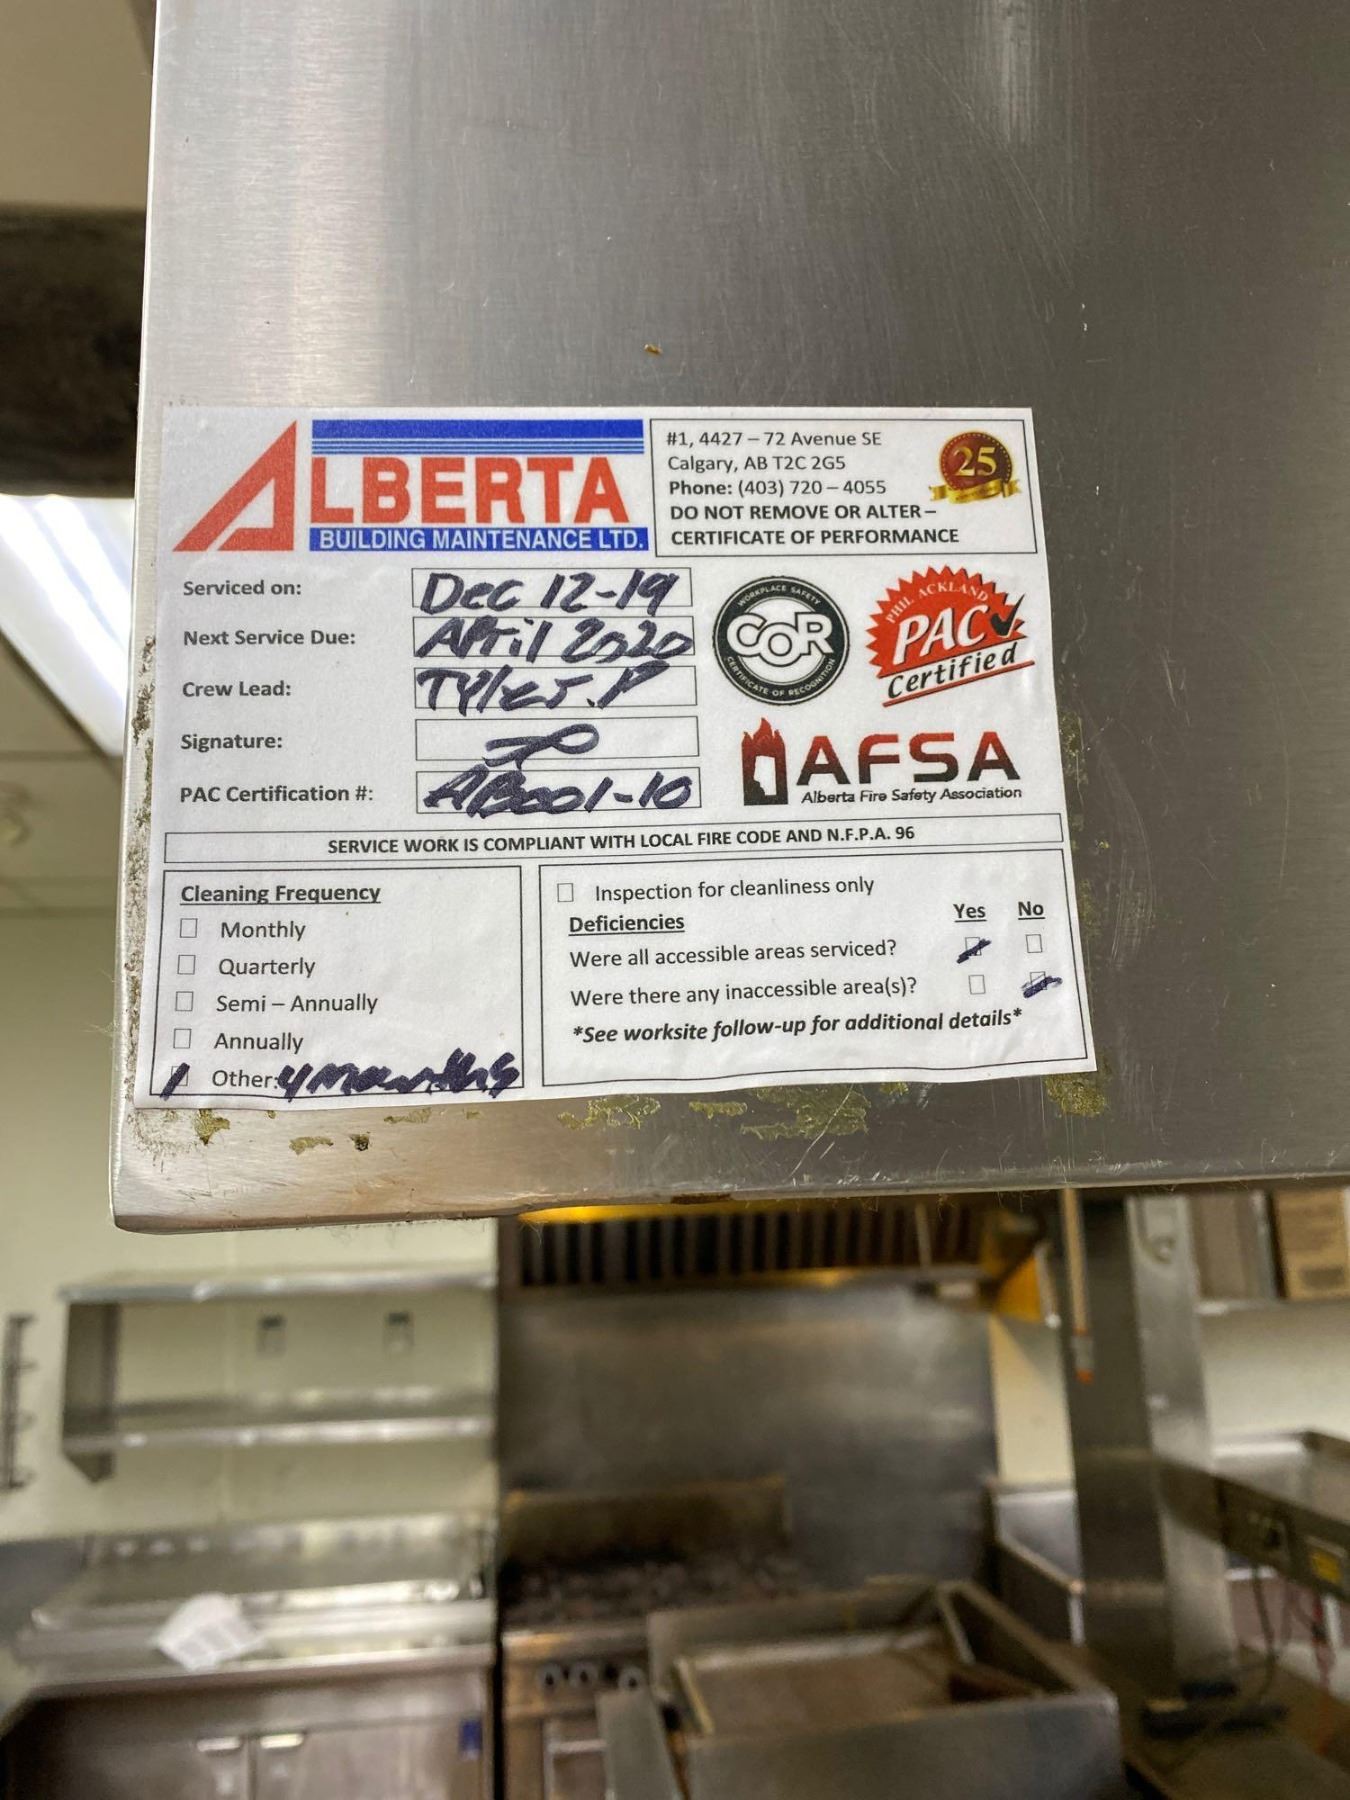 ALBERTA
BUILDING MAINTENANCE LTD.
#1, 4427 – 72 Avenue SE
Calgary, AB T2C 2G5
Phone: (403) 720 – 4055
DO NOT REMOVE OR ALTER –
CERTIFICATE OF PERFORMANCE
25
Serviced on: Dec 12-19
Next Service Due: April 2020
Crew Lead: Tyler.P
Signature:
PAC Certification #: AB001-10
WORKPLACE SAFETY
COR
CERTIFICATE OF RECOGNITION
PHIL ACKLAND
PAC
Certified
AFSA
Alberta Fire Safety Association
SERVICE WORK IS COMPLIANT WITH LOCAL FIRE CODE AND N.F.P.A. 96
Cleaning Frequency
Monthly
Quarterly
Semi – Annually
Annually
Other: 4 months
Inspection for cleanliness only
Deficiencies Yes No
Were all accessible areas serviced?
Were there any inaccessible area(s)?
*See worksite follow-up for additional details*